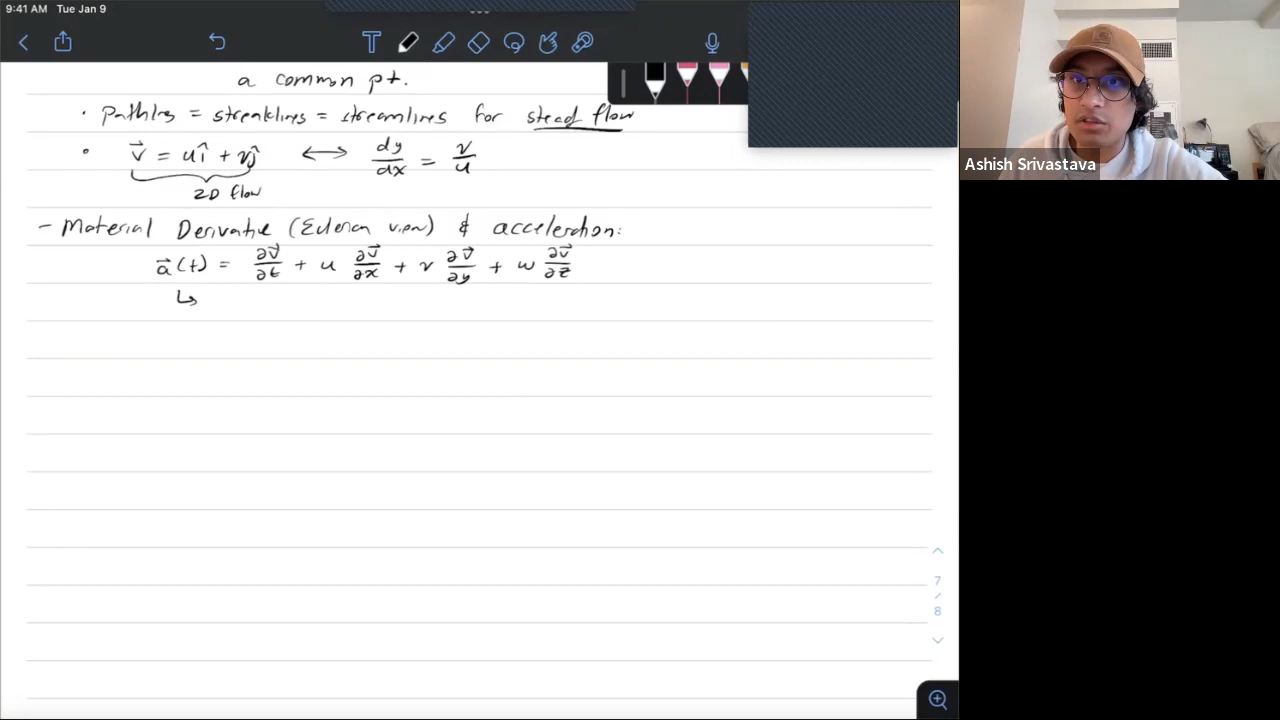 9:41 AM Tue Jan 9
a common pt.
• Pathlines = streaklines = streamlines for stead flow
• v⃗ = uî + vĵ ⟷ dy/dx = v/u
2D flow
- Material Derivative (Eulerian view) & acceleration:
a⃗(t) = ∂v⃗/∂t + u ∂v⃗/∂x + v ∂v⃗/∂y + w ∂v⃗/∂z
↳
7
/
8
Ashish Srivastava